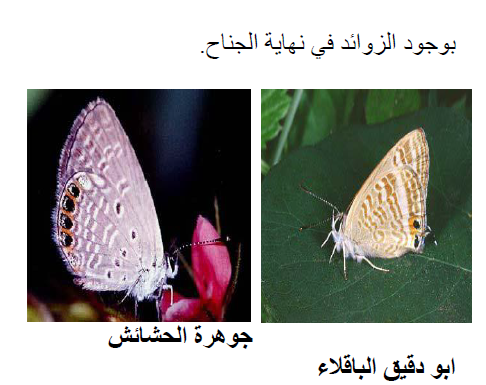 بوجود الزوائد في نهاية الجناح.
جوهرة الحشائش
ابو دقيق الباقلاء